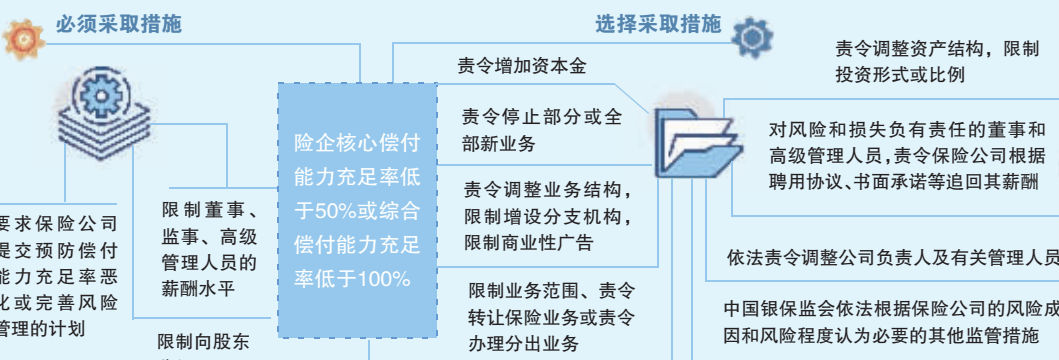 必须采取措施
要求保险公司
提交预防偿付
能力充足率恶
化或完善风险
管理的计划
限制董事、
监事、高级
管理人员的
薪酬水平
限制向股东
险企核心偿付
能力充足率低
于50%或综合
偿付能力充足
率低于100%
选择采取措施
责令增加资本金
责令停止部分或全
部新业务
责令调整业务结构，
限制增设分支机构，
限制商业性广告
限制业务范围、责令
转让保险业务或责令
办理分出业务
责令调整资产结构，限制
投资形式或比例
对风险和损失负有责任的董事和
高级管理人员，责令保险公司根据
聘用协议、书面承诺等追回其薪酬
依法责令调整公司负责人及有关管理人员
中国银保监会依法根据保险公司的风险成
因和风险程度认为必要的其他监管措施